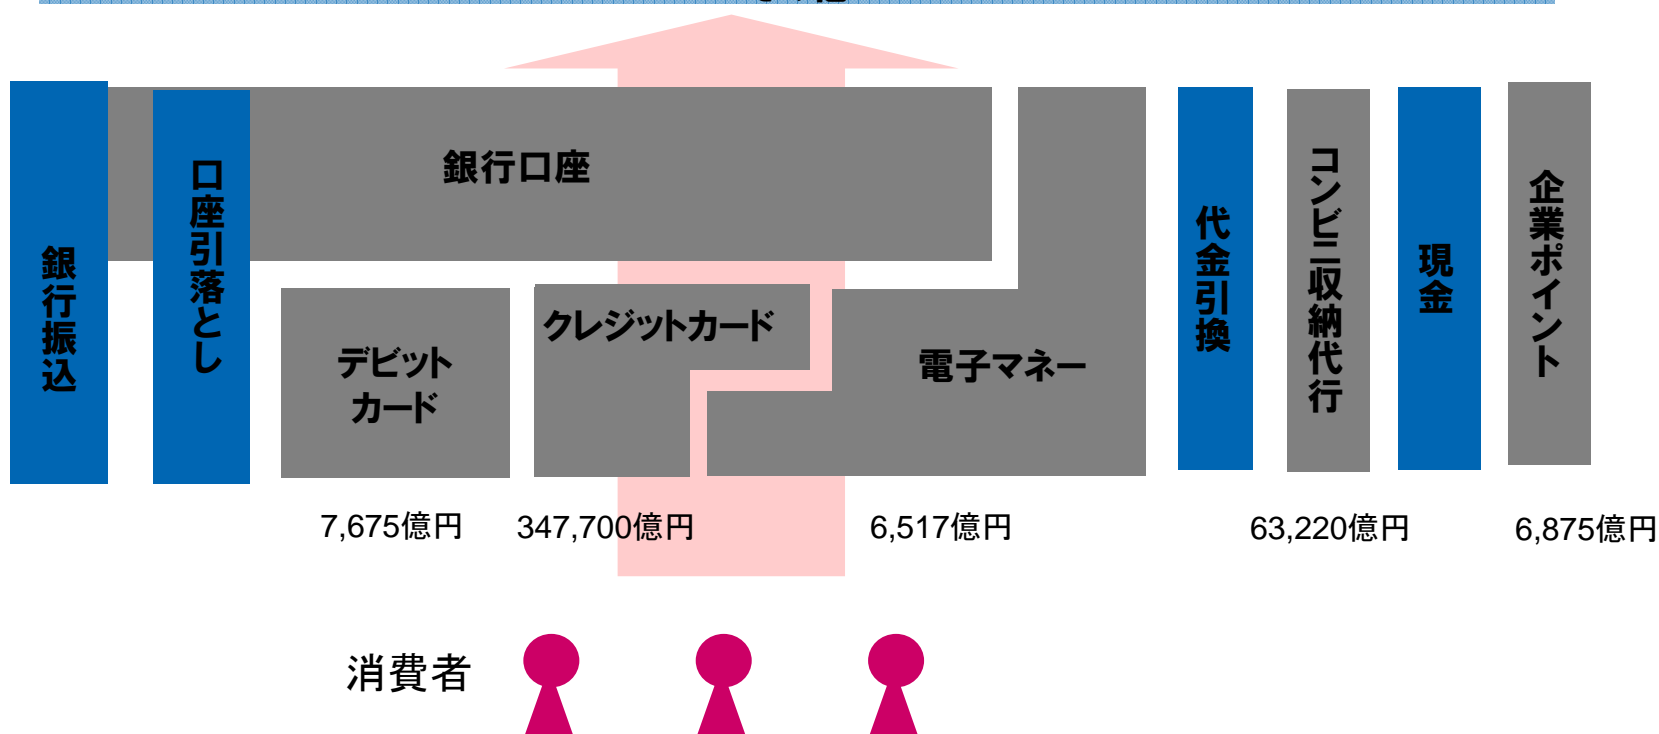 銀行振込
口座引落とし
銀行口座
デビット
カード
クレジットカード
電子マネー
代金引換
コンビニ収納代行
現金
企業ポイント
7,675億円
347,700億円
6,517億円
63,220億円
6,875億円
消費者